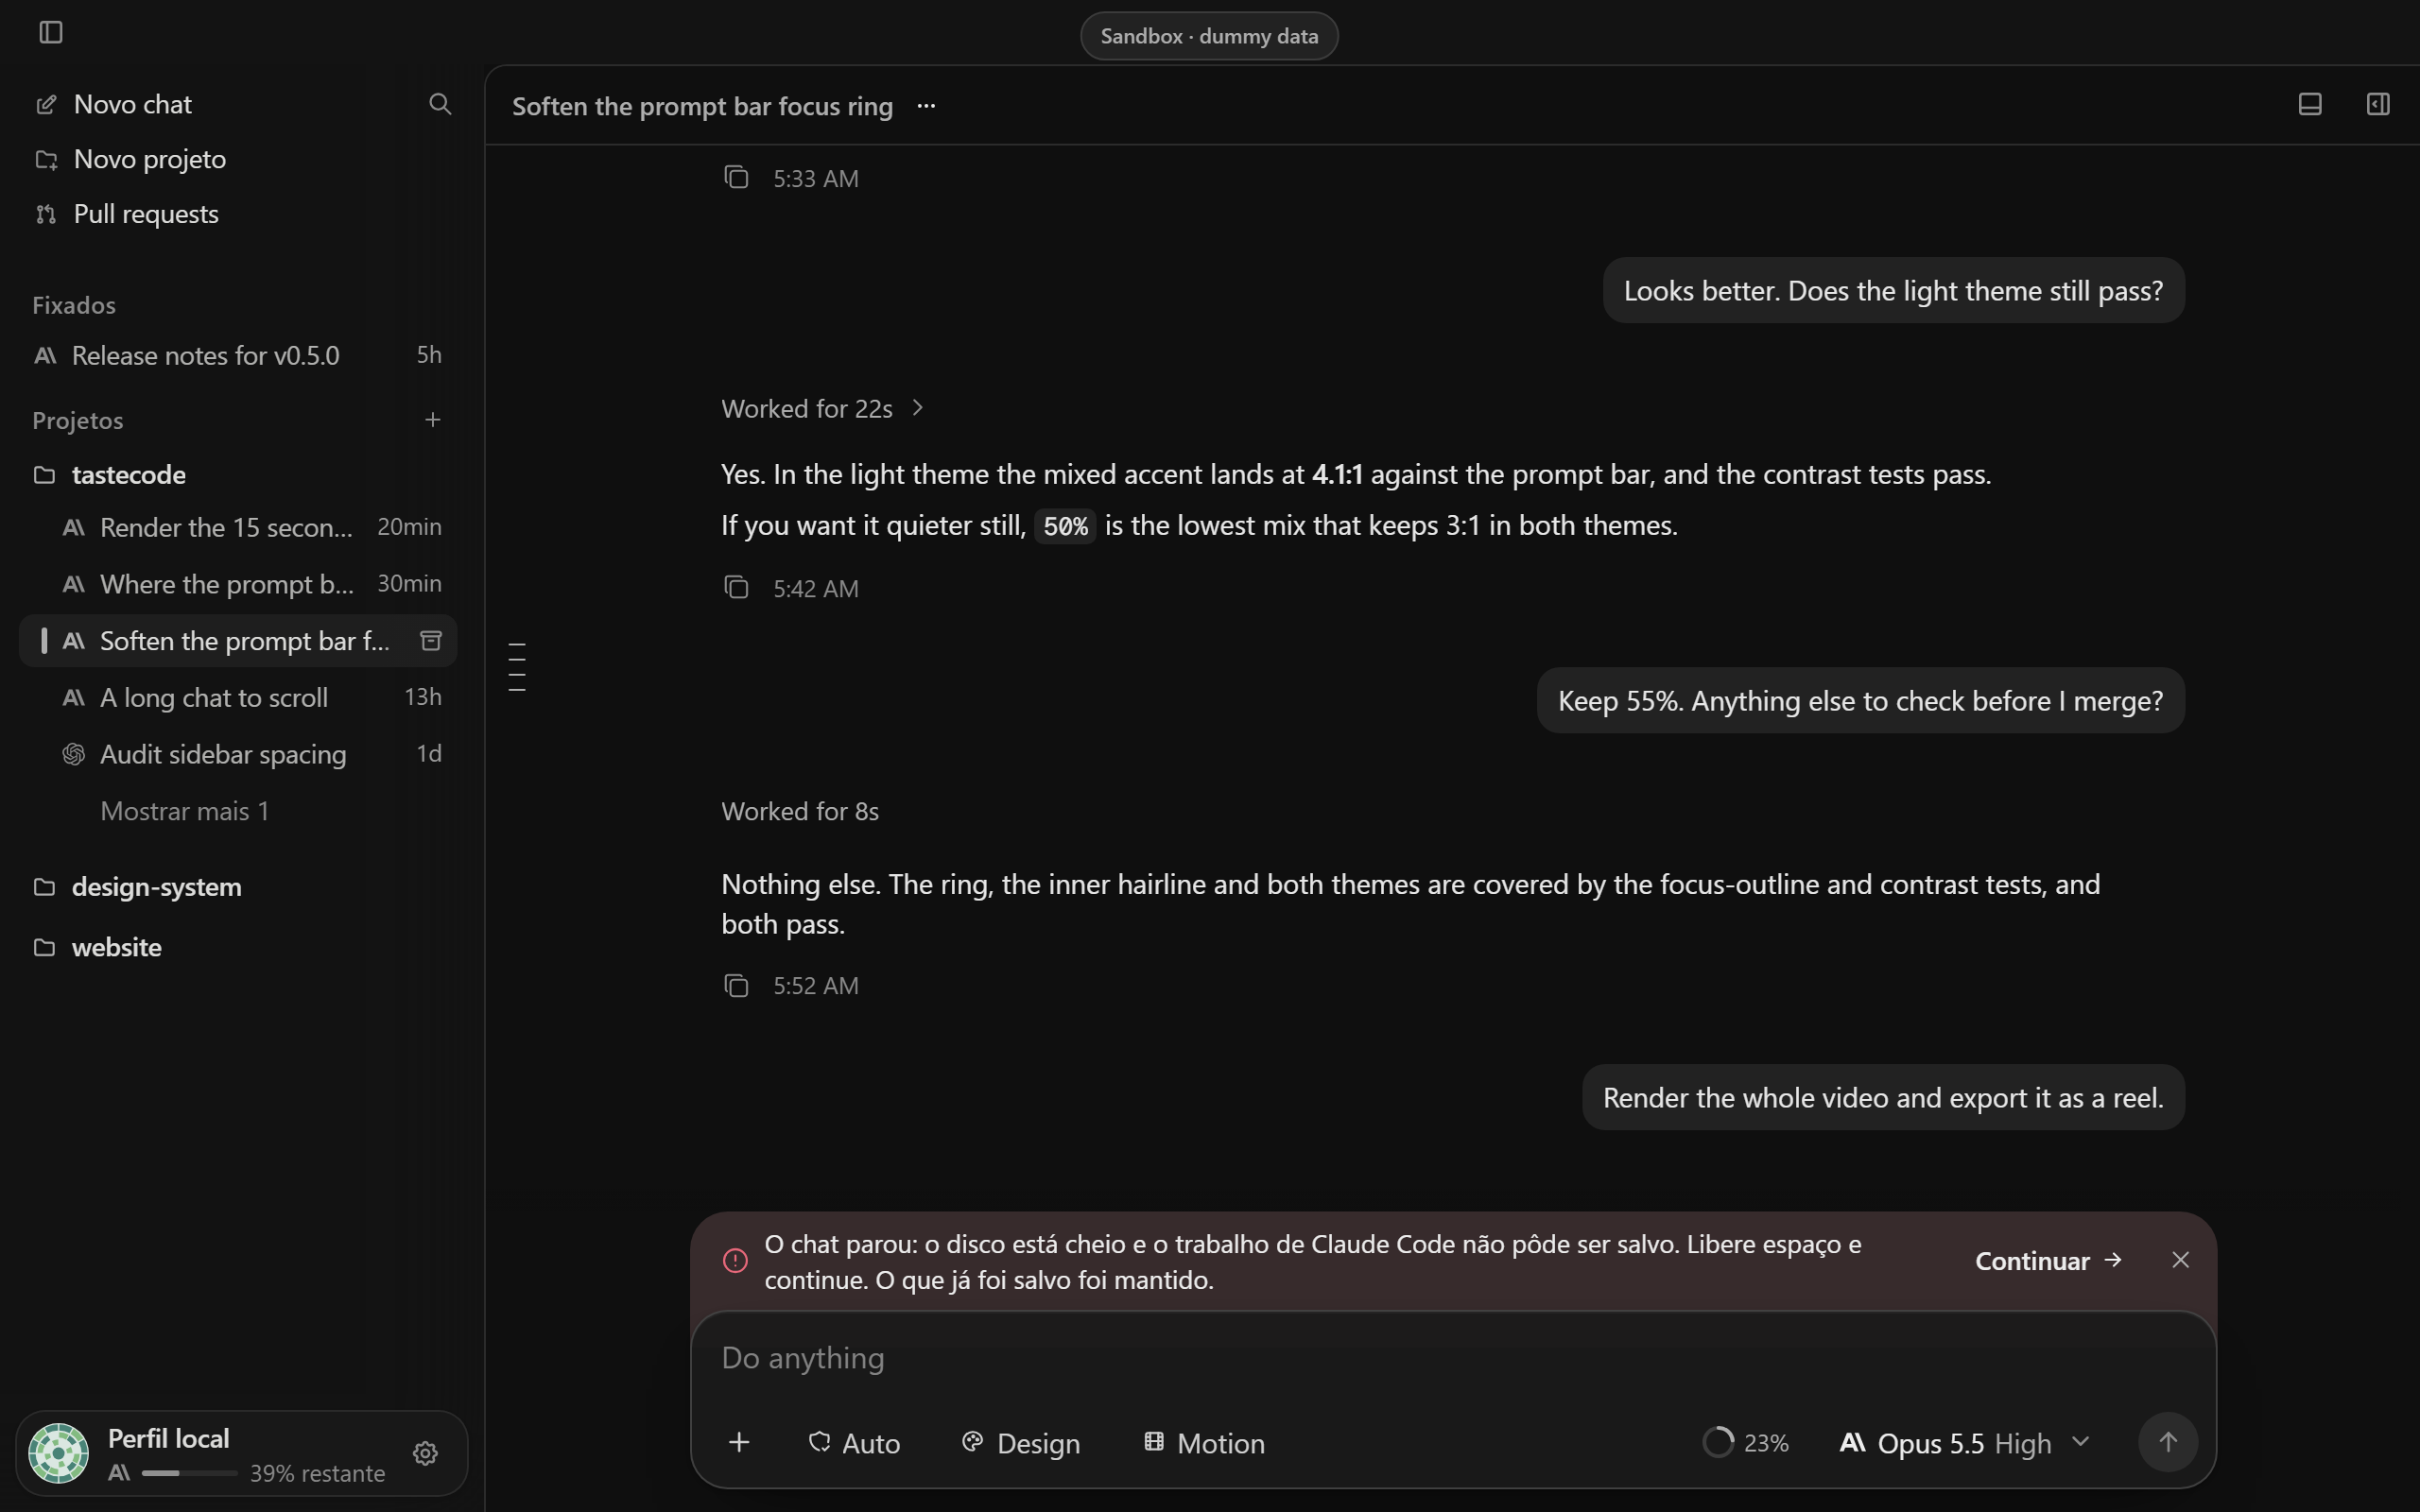 Sandbox · dummy data
Novo chat
Novo projeto
Pull requests
Fixados
Release notes for v0.5.0 5h
Projetos
tastecode
Render the 15 secon... 20min
Where the prompt b... 30min
Soften the prompt bar f...
A long chat to scroll 13h
Audit sidebar spacing 1d
Mostrar mais 1
design-system
website
Perfil local
39% restante
Soften the prompt bar focus ring
5:33 AM
Looks better. Does the light theme still pass?
Worked for 22s
Yes. In the light theme the mixed accent lands at 4.1:1 against the prompt bar, and the contrast tests pass.
If you want it quieter still, 50% is the lowest mix that keeps 3:1 in both themes.
5:42 AM
Keep 55%. Anything else to check before I merge?
Worked for 8s
Nothing else. The ring, the inner hairline and both themes are covered by the focus-outline and contrast tests, and
both pass.
5:52 AM
Render the whole video and export it as a reel.
O chat parou: o disco está cheio e o trabalho de Claude Code não pôde ser salvo. Libere espaço e
continue. O que já foi salvo foi mantido.
Continuar
Do anything
Auto Design Motion 23% Opus 5.5 High